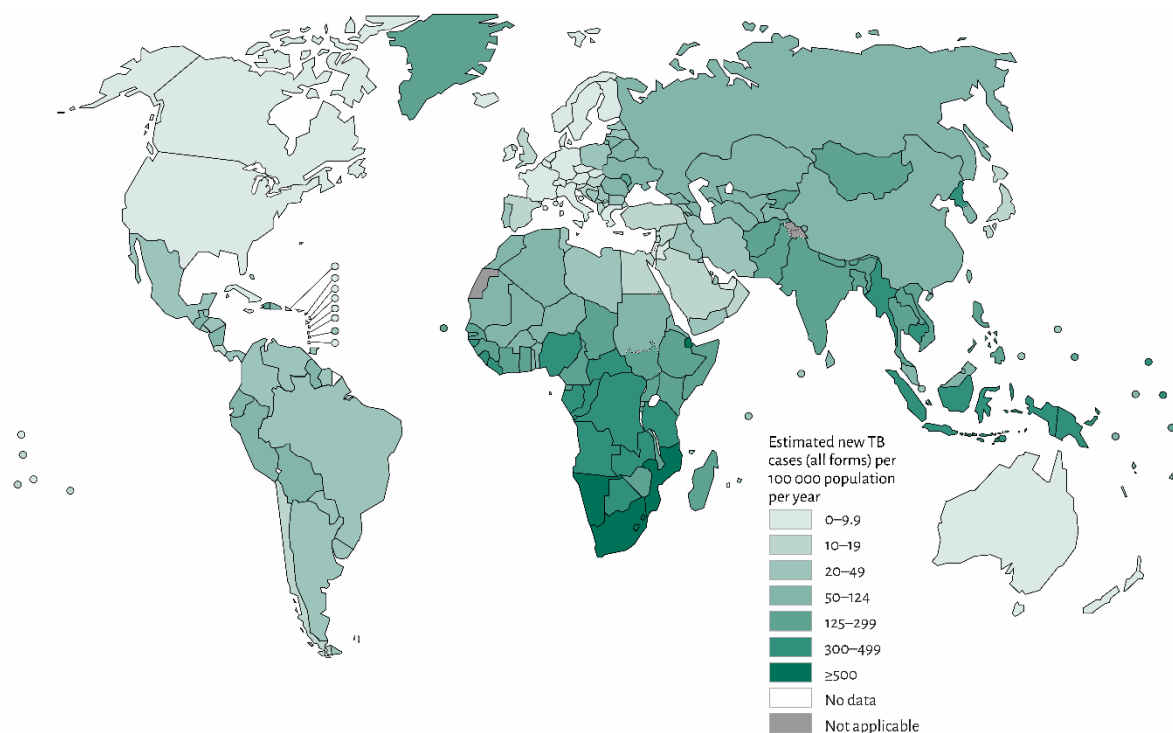 Estimated new TB
cases (all forms) per
100 000 population
per year
0–9.9
10–19
20–49
50–124
125–299
300–499
≥500
No data
Not applicable